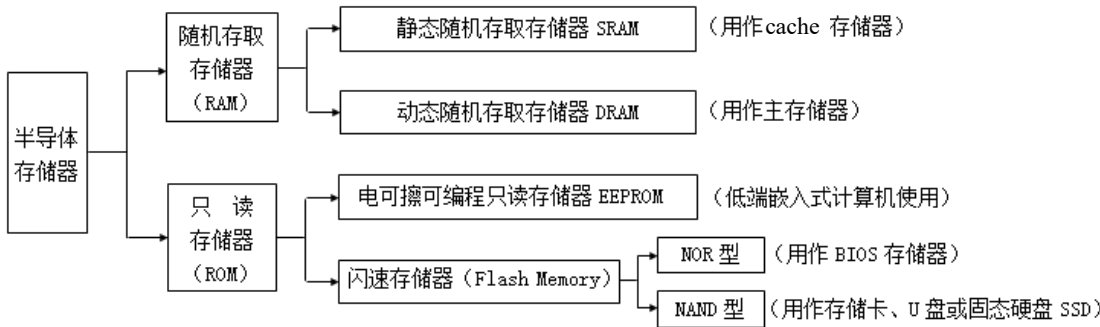 半导体
存储器
随机存取
存储器
(RAM)
静态随机存取存储器 SRAM
(用作cache 存储器)
动态随机存取存储器 DRAM
(用作主存储器)
只 读
存储器
(ROM)
电可擦可编程只读存储器 EEPROM
(低端嵌入式计算机使用)
闪速存储器(Flash Memory)
NOR 型
(用作 BIOS 存储器)
NAND 型
(用作存储卡、U 盘或固态硬盘 SSD)